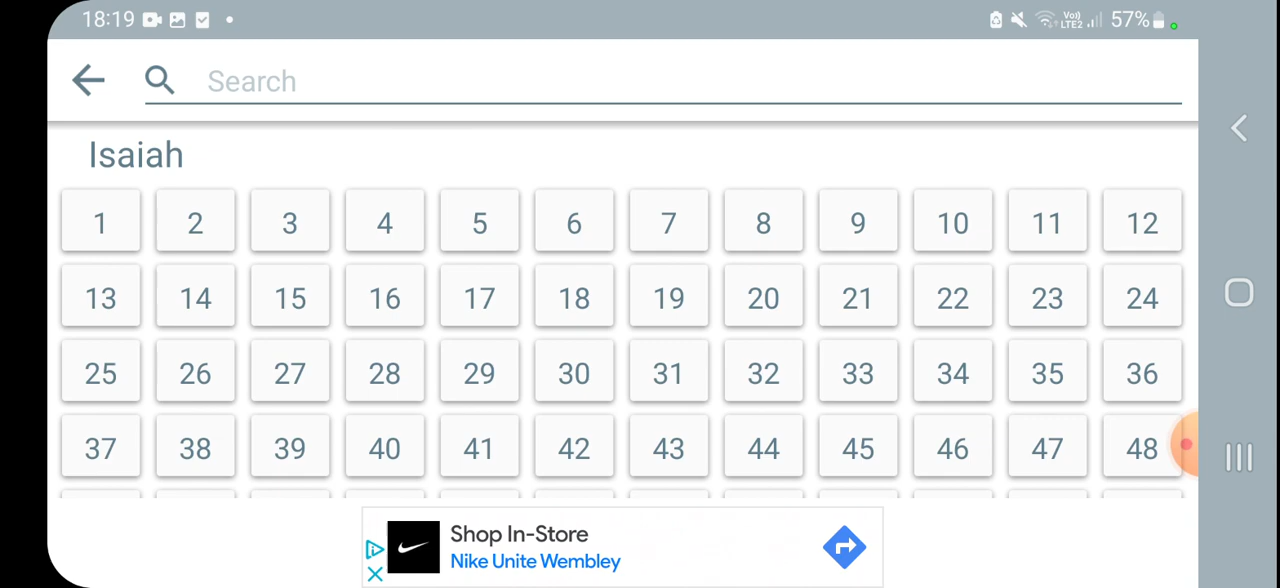 18:19 Vo)) LTE2 57%
Search
Isaiah
1 2 3 4 5 6 7 8 9 10 11 12
13 14 15 16 17 18 19 20 21 22 23 24
25 26 27 28 29 30 31 32 33 34 35 36
37 38 39 40 41 42 43 44 45 46 47 48
Shop In-Store
Nike Unite Wembley